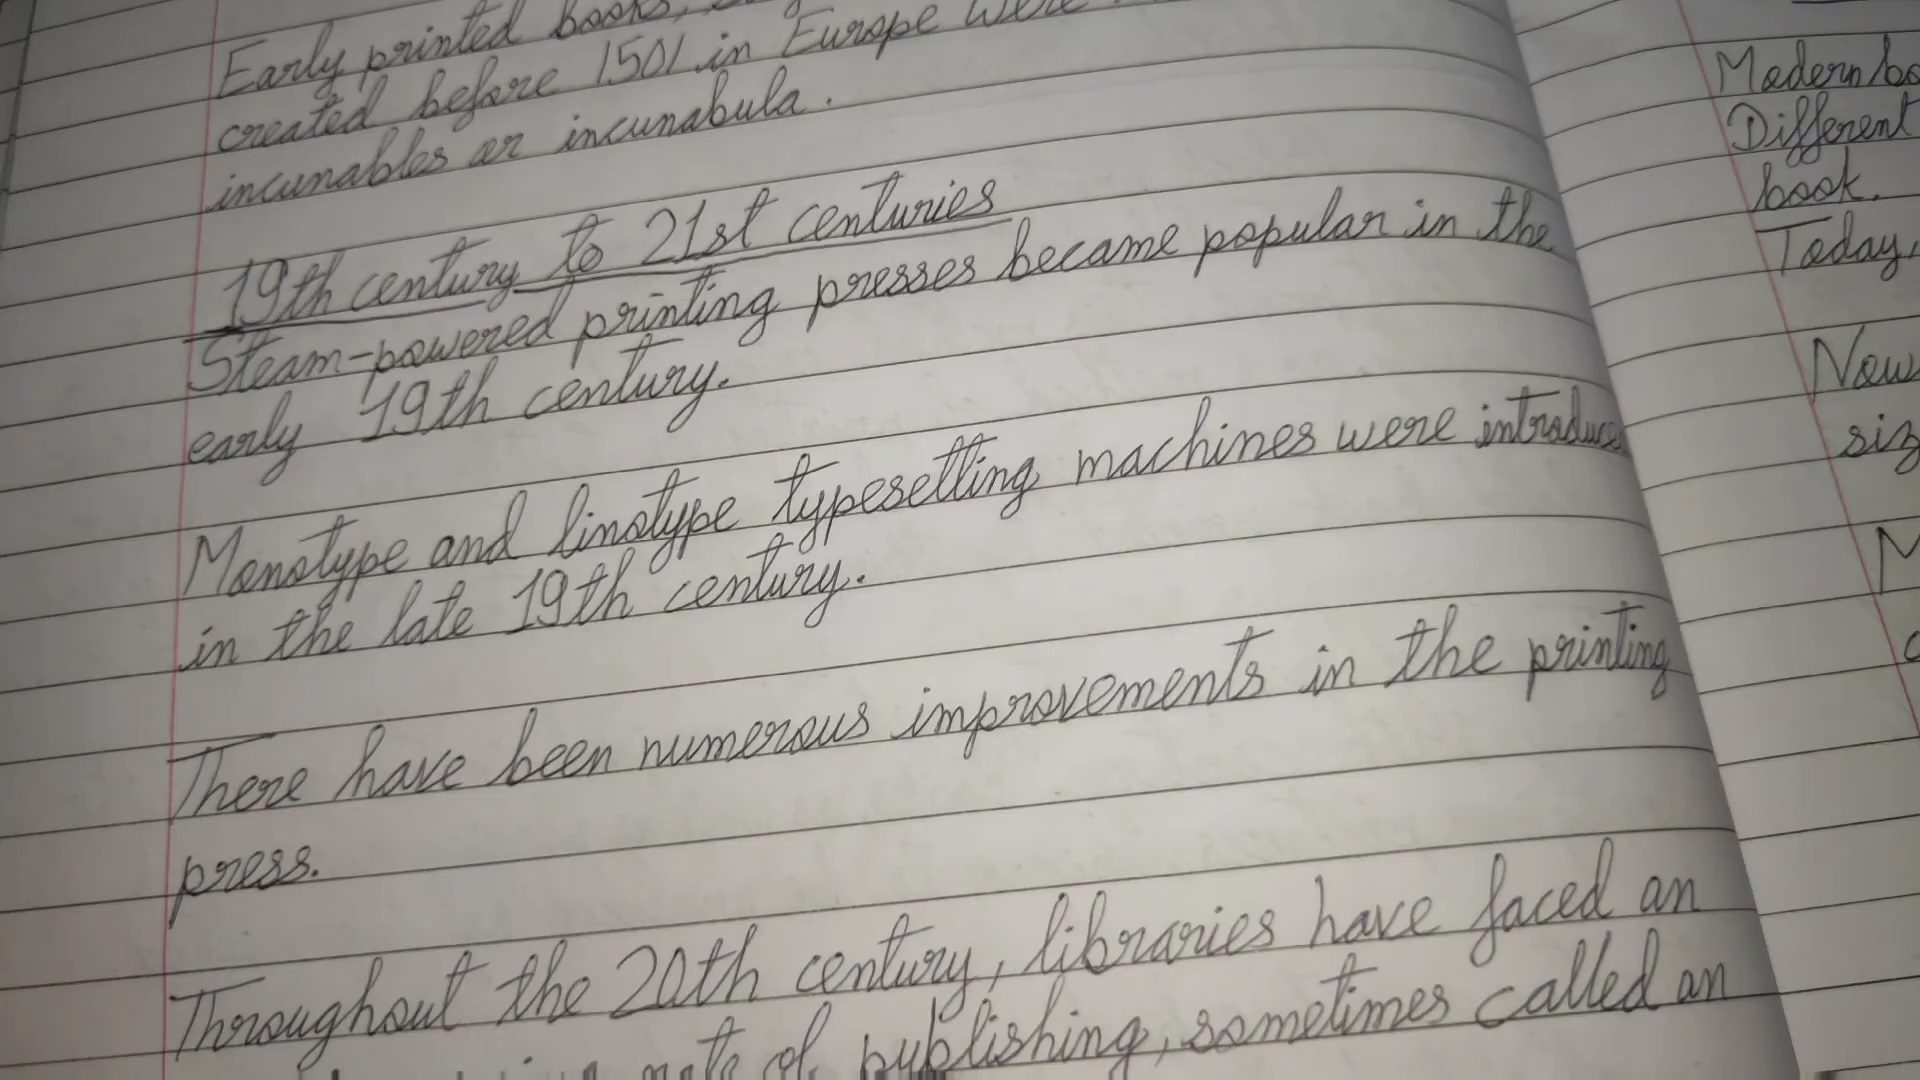 Early printed books,
created before 1501 in Europe were
incunables or incunabula.
19th century to 21st centuries
Steam-powered printing presses became popular in the
early 19th century.
Monotype and linotype typesetting machines were introduce
in the late 19th century.
There have been numerous improvements in the printing
press.
Throughout the 20th century, libraries have faced an
rate of publishing, sometimes called an
Modern
Different
book.
Today,
Now
siz
M